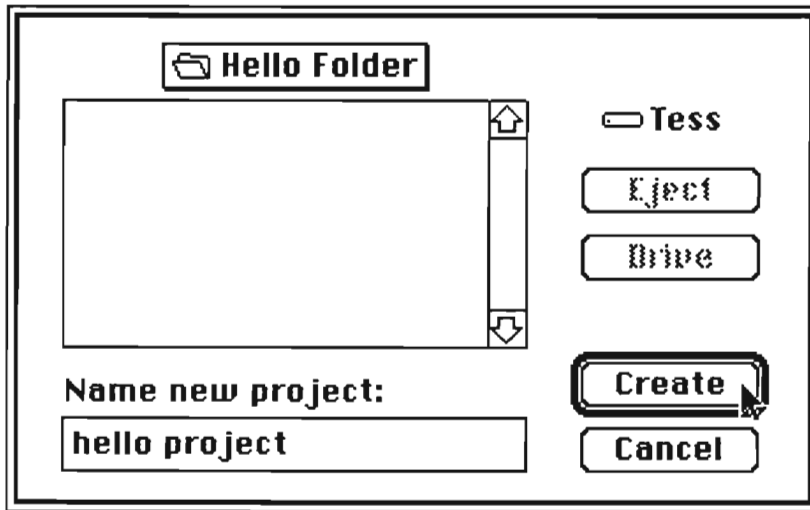 Hello Folder
Tess
Eject
Drive
Name new project:
hello project
Create
Cancel